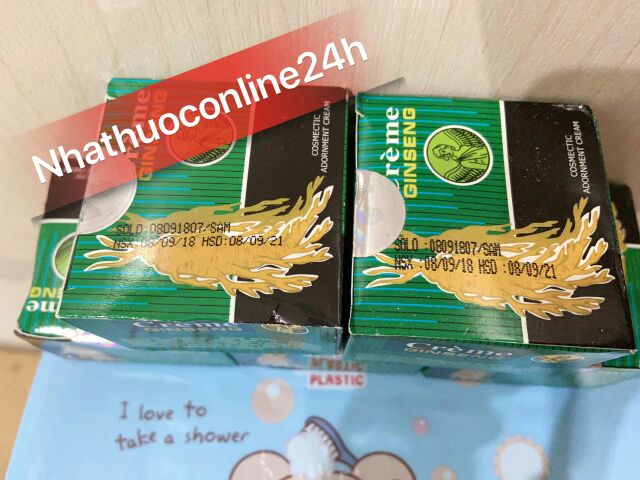 Nhathuoconline24h
crème
GINSENG
COSMECTIC
ADORNMENT CREAM
SOLO :08091807/SAM
NSX :08/09/18 HSD:08/09/21
Crème
GINSENG
COSMECTIC
ADORNMENT CREAM
SOLO :08091807/SAM
NSX :08/09/18 HSD :08/09/21
Crème
Crème
GINSENG
PLASTIC
I love to
take a shower